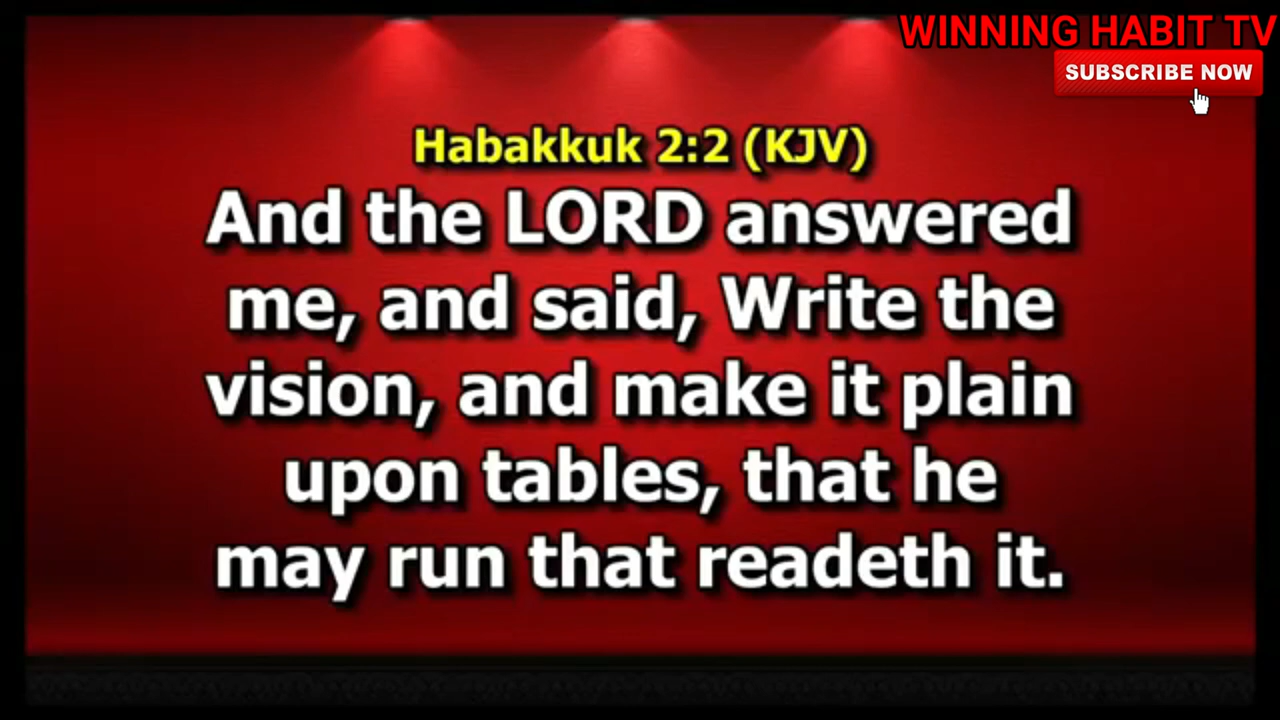 WINNING HABIT TV
SUBSCRIBE NOW
Habakkuk 2:2 (KJV)
And the LORD answered
me, and said, Write the
vision, and make it plain
upon tables, that he
may run that readeth it.